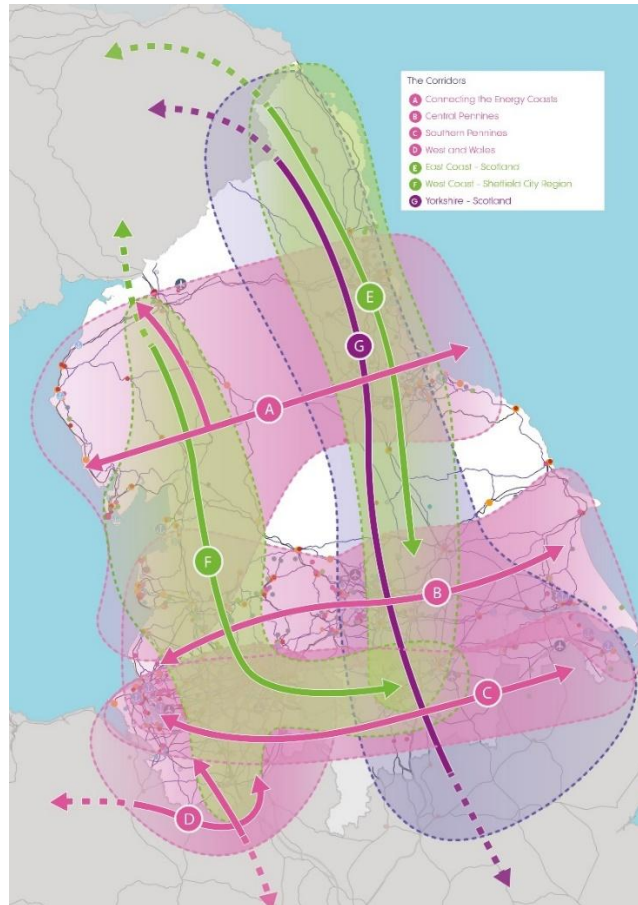 The Corridors
A Connecting the Energy Coasts
B Central Pennines
C Southern Pennines
D West and Wales
E East Coast - Scotland
F West Coast - Sheffield City Region
G Yorkshire - Scotland
E
G
A
F
B
C
D